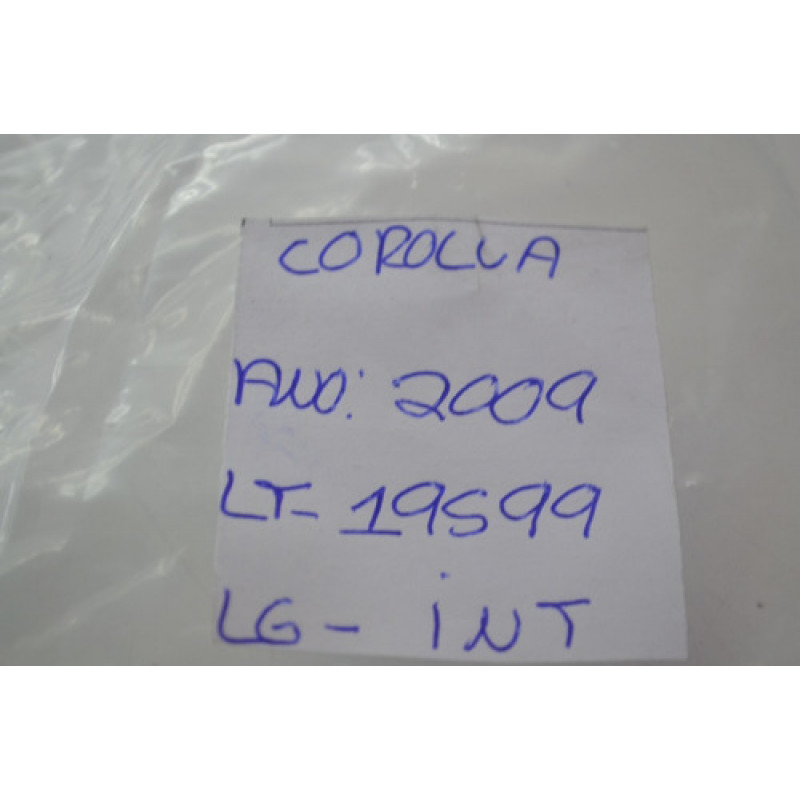 COROLLA
ANO: 2009
LT- 19599
LG - INT